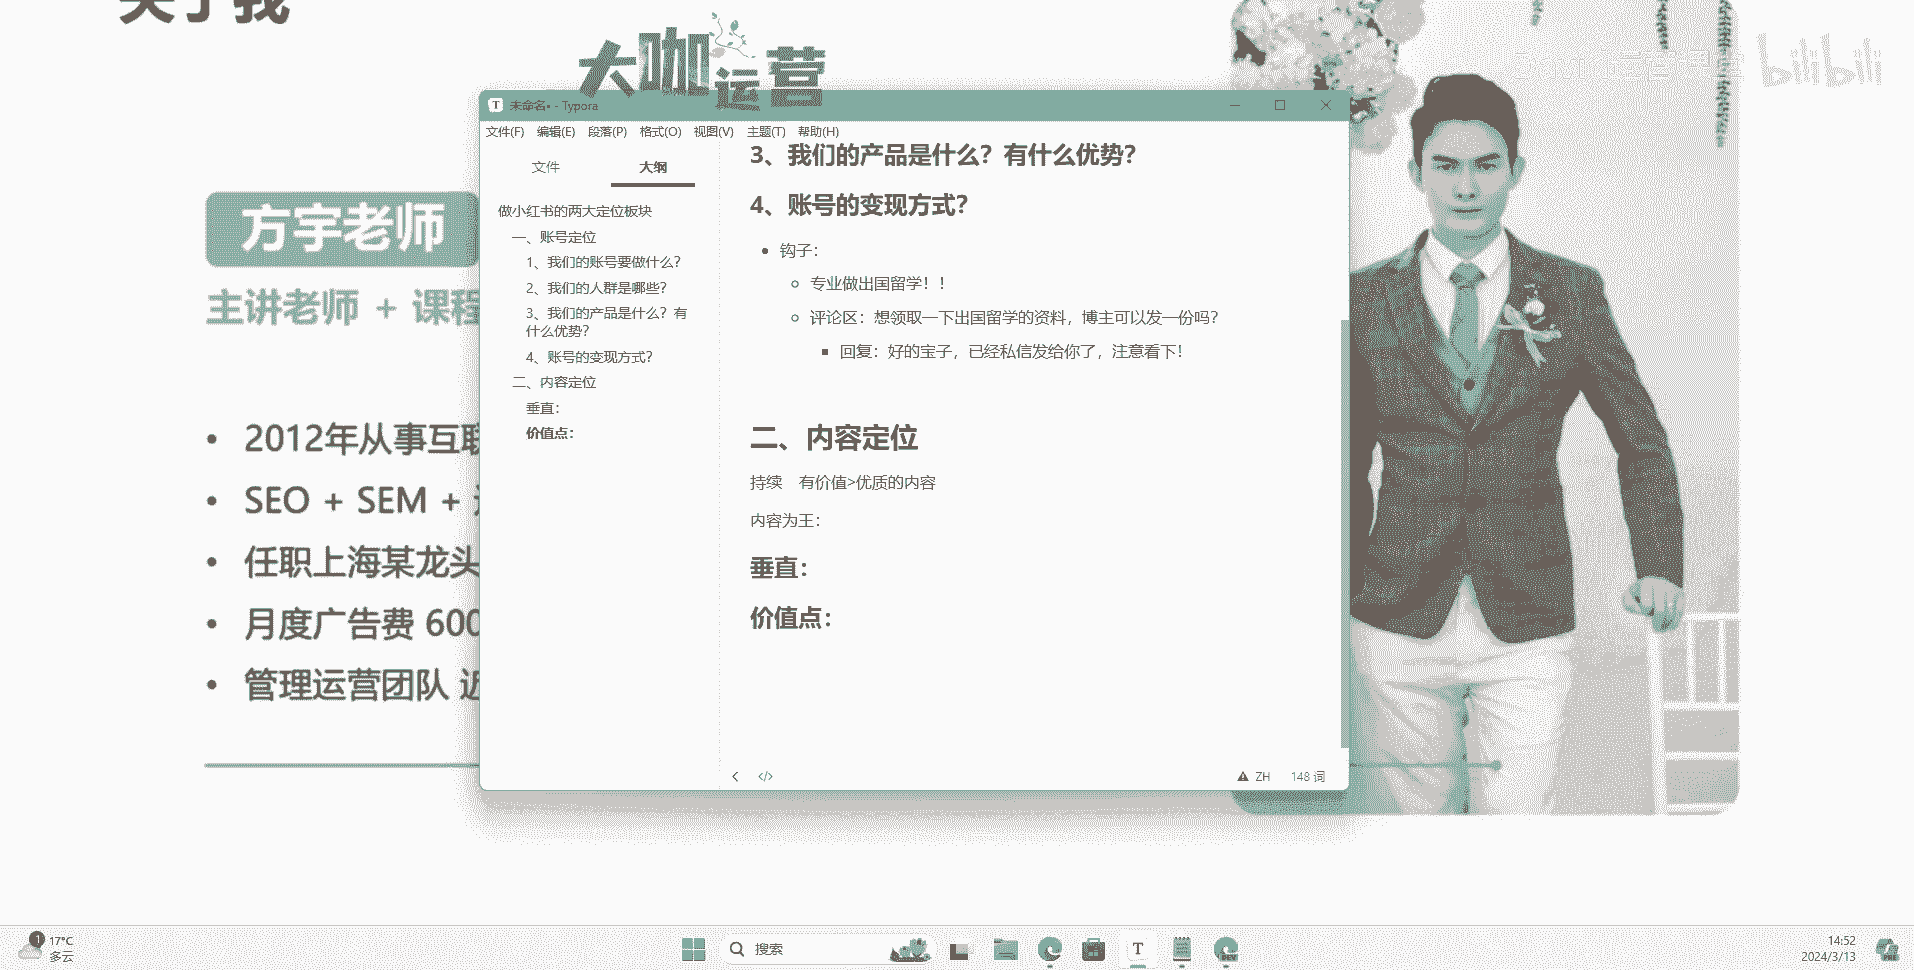 关于我
大咖运营
bilibili
未命名• - Typora
文件(F) 编辑(E) 段落(P) 格式(O) 视图(V) 主题(T) 帮助(H)
文件 大纲
做小红书的两大定位板块
一、账号定位
1、我们的账号要做什么？
2、我们的人群是哪些？
3、我们的产品是什么？有
什么优势？
4、账号的变现方式？
二、内容定位
垂直：
价值点：
3、我们的产品是什么？有什么优势？
4、账号的变现方式？
钩子：
专业做出国留学！！
评论区：想领取一下出国留学的资料，博主可以发一份吗？
回复：好的宝子，已经私信发给你了，注意看下！
二、内容定位
持续 有价值>优质的内容
内容为王：
垂直：
价值点：
</> ZH 148 词
方宇老师
主讲老师 + 课程
• 2012年从事互联
• SEO + SEM +
• 任职上海某龙头
• 月度广告费 600
• 管理运营团队 近
1 17°C
多云
搜索
T
DEV
14:52
2024/3/13
PRE